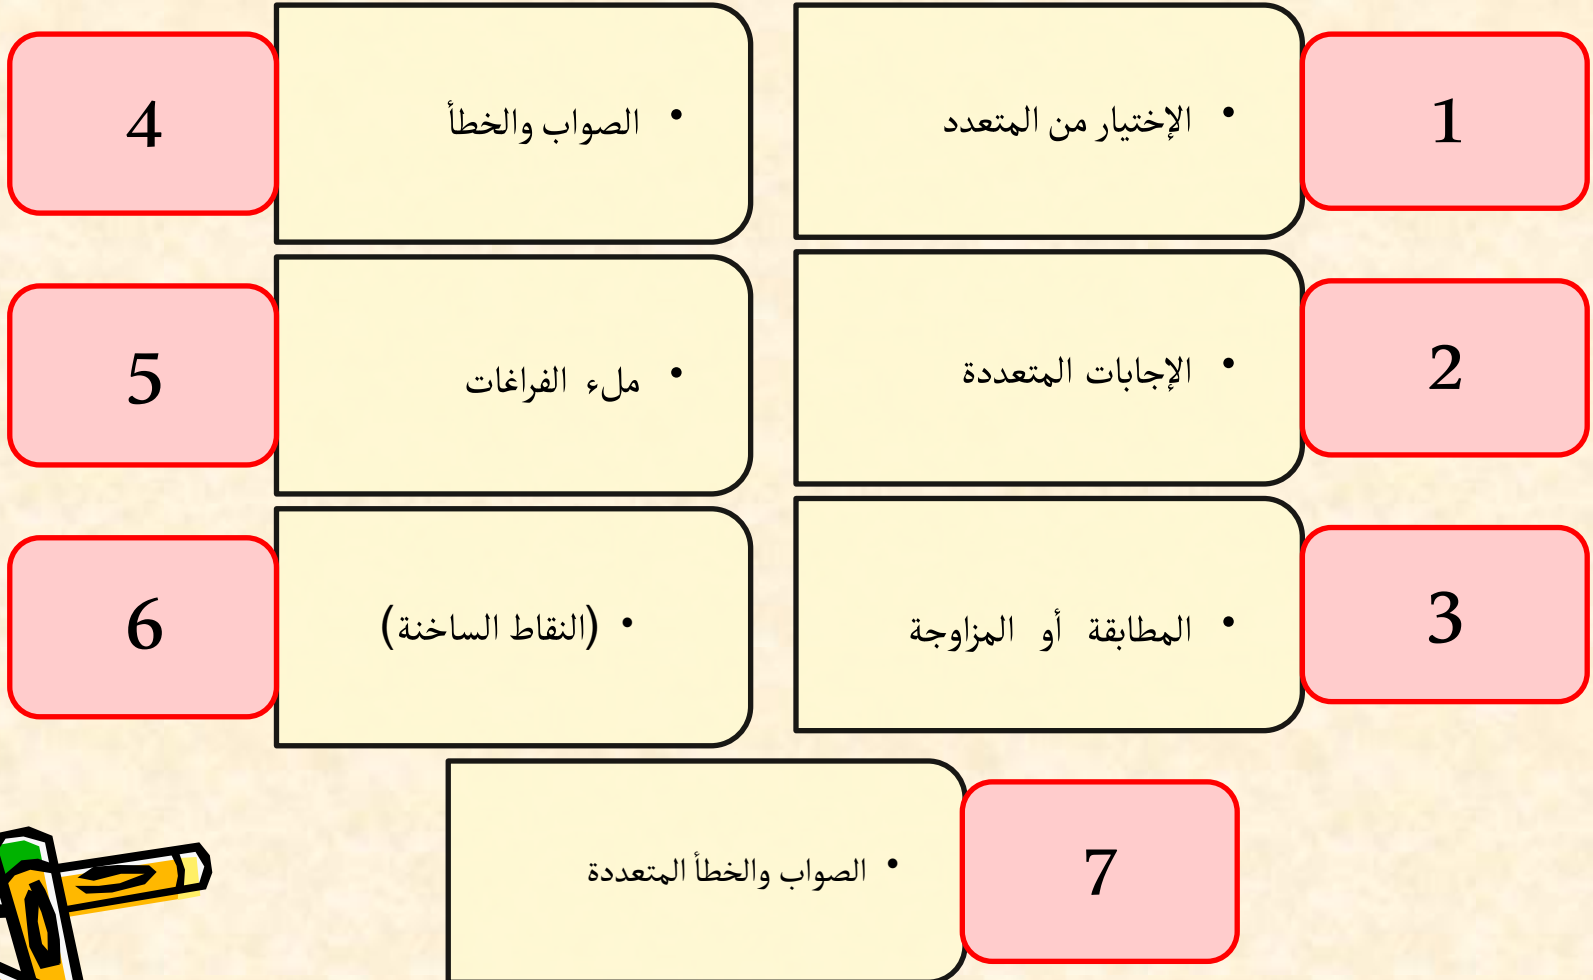 1
• الإختيار من المتعدد
2
• الإجابات المتعددة
3
• المطابقة أو المزاوجة
4
• الصواب والخطأ
5
• ملء الفراغات
6
• (النقاط الساخنة)
7
• الصواب والخطأ المتعددة